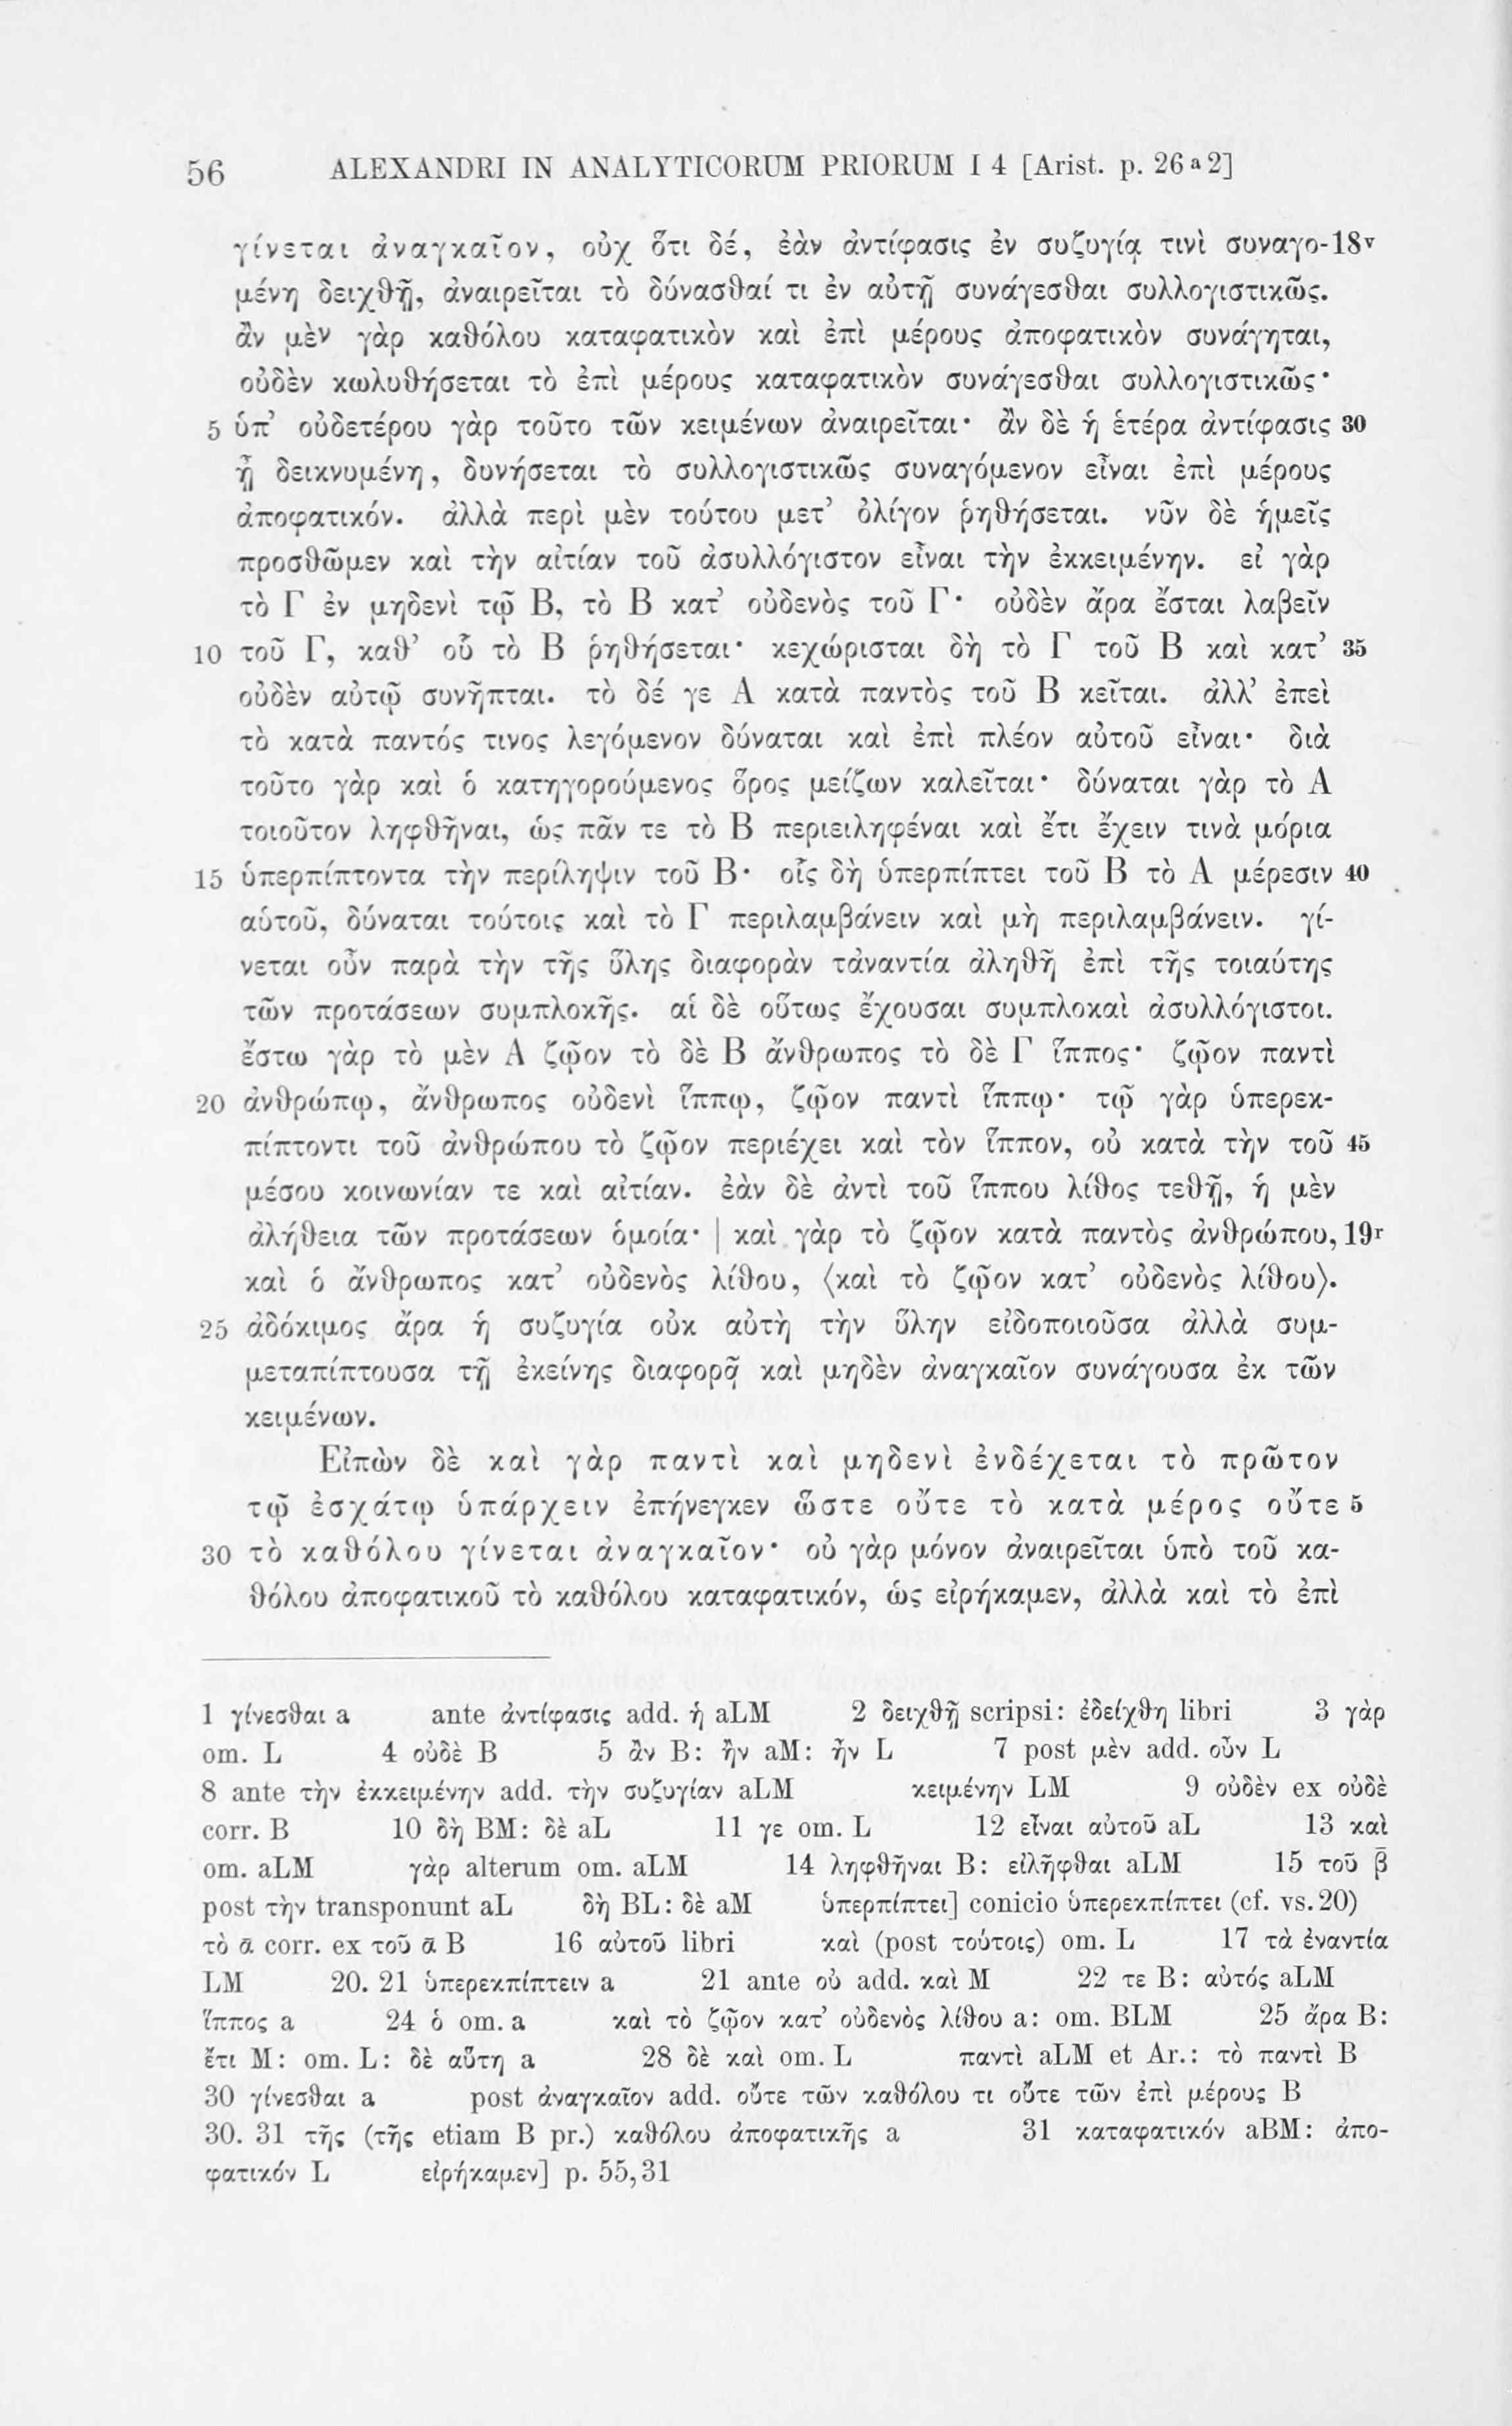 56 ALEXANDRI IN ANALYTICORUM PRIORUM I 4 [Arist. p. 26 a 2]
γίνεται ἀναγκαῖον, οὐχ ὅτι δέ, ἐὰν ἀντίφασις ἐν συζυγίᾳ τινὶ συναγο- 18v
μένη δειχθῇ, ἀναιρεῖται τὸ δύνασθαί τι ἐν αὐτῇ συνάγεσθαι συλλογιστικῶς.
ἂν μὲν γὰρ καθόλου καταφατικὸν καὶ ἐπὶ μέρους ἀποφατικὸν συνάγηται,
οὐδὲν κωλυθήσεται τὸ ἐπὶ μέρους καταφατικὸν συνάγεσθαι συλλογιστικῶς·
5 ὑπ’ οὐδετέρου γὰρ τοῦτο τῶν κειμένων ἀναιρεῖται· ἂν δὲ ἡ ἑτέρα ἀντίφασις 30
ᾖ δεικνυμένη, δυνήσεται τὸ συλλογιστικῶς συναγόμενον εἶναι ἐπὶ μέρους
ἀποφατικόν. ἀλλὰ περὶ μὲν τούτου μετ’ ὀλίγον ῥηθήσεται. νῦν δὲ ἡμεῖς
προσθῶμεν καὶ τὴν αἰτίαν τοῦ ἀσυλλόγιστον εἶναι τὴν ἐκκειμένην. εἰ γὰρ
τὸ Γ ἐν μηδενὶ τῷ Β, τὸ Β κατ’ οὐδενὸς τοῦ Γ· οὐδὲν ἄρα ἔσται λαβεῖν
10 τοῦ Γ, καθ’ οὗ τὸ Β ῥηθήσεται· κεχώρισται δὴ τὸ Γ τοῦ Β καὶ κατ’ 35
οὐδὲν αὐτῷ συνῆπται. τὸ δέ γε Α κατὰ παντὸς τοῦ Β κεῖται. ἀλλ’ ἐπεὶ
τὸ κατὰ παντός τινος λεγόμενον δύναται καὶ ἐπὶ πλέον αὐτοῦ εἶναι· διὰ
τοῦτο γὰρ καὶ ὁ κατηγορούμενος ὅρος μείζων καλεῖται· δύναται γὰρ τὸ Α
τοιοῦτον ληφθῆναι, ὡς πᾶν τε τὸ Β περιειληφέναι καὶ ἔτι ἔχειν τινὰ μόρια
15 ὑπερπίπτοντα τὴν περίληψιν τοῦ Β· οἷς δὴ ὑπερπίπτει τοῦ Β τὸ Α μέρεσιν 40
αὑτοῦ, δύναται τούτοις καὶ τὸ Γ περιλαμβάνειν καὶ μὴ περιλαμβάνειν. γί-
νεται οὖν παρὰ τὴν τῆς ὕλης διαφορὰν τἀναντία ἀληθῆ ἐπὶ τῆς τοιαύτης
τῶν προτάσεων συμπλοκῆς. αἱ δὲ οὕτως ἔχουσαι συμπλοκαὶ ἀσυλλόγιστοι.
ἔστω γὰρ τὸ μὲν Α ζῷον τὸ δὲ Β ἄνθρωπος τὸ δὲ Γ ἵππος· ζῷον παντὶ
20 ἀνθρώπῳ, ἄνθρωπος οὐδενὶ ἵππῳ, ζῷον παντὶ ἵππῳ· τῷ γὰρ ὑπερεκ-
πίπτοντι τοῦ ἀνθρώπου τὸ ζῷον περιέχει καὶ τὸν ἵππον, οὐ κατὰ τὴν τοῦ 45
μέσου κοινωνίαν τε καὶ αἰτίαν. ἐὰν δὲ ἀντὶ τοῦ ἵππου λίθος τεθῇ, ἡ μὲν
ἀλήθεια τῶν προτάσεων ὁμοία· | καὶ γὰρ τὸ ζῷον κατὰ παντὸς ἀνθρώπου, 19r
καὶ ὁ ἄνθρωπος κατ’ οὐδενὸς λίθου, ⟨καὶ τὸ ζῷον κατ’ οὐδενὸς λίθου⟩.
25 ἀδόκιμος ἄρα ἡ συζυγία οὐκ αὐτὴ τὴν ὕλην εἰδοποιοῦσα ἀλλὰ συμ-
μεταπίπτουσα τῇ ἐκείνης διαφορᾷ καὶ μηδὲν ἀναγκαῖον συνάγουσα ἐκ τῶν
κειμένων.
Εἰπὼν δὲ καὶ γὰρ παντὶ καὶ μηδενὶ ἐνδέχεται τὸ πρῶτον
τῷ ἐσχάτῳ ὑπάρχειν ἐπήνεγκεν ὥστε οὔτε τὸ κατὰ μέρος οὔτε 5
30 τὸ καθόλου γίνεται ἀναγκαῖον· οὐ γὰρ μόνον ἀναιρεῖται ὑπὸ τοῦ κα-
θόλου ἀποφατικοῦ τὸ καθόλου καταφατικόν, ὡς εἰρήκαμεν, ἀλλὰ καὶ τὸ ἐπὶ
1 γίνεσθαι a ante ἀντίφασις add. ἡ aLM 2 δειχθῇ scripsi: ἐδείχθη libri 3 γὰρ
om. L 4 οὐδὲ B 5 ἂν B: ἢν aM: ἦν L 7 post μὲν add. οὖν L
8 ante τὴν ἐκκειμένην add. τὴν συζυγίαν aLM κειμένην LM 9 οὐδὲν ex οὐδὲ
corr. B 10 δὴ BM: δὲ aL 11 γε om. L 12 εἶναι αὐτοῦ aL 13 καὶ
om. aLM γὰρ alterum om. aLM 14 ληφθῆναι B: εἰλῆφθαι aLM 15 τοῦ β̄
post τὴν transponunt aL δὴ BL: δὲ aM ὑπερπίπτει] conicio ὑπερεκπίπτει (cf. vs. 20)
τὸ ᾱ corr. ex τοῦ ᾱ B 16 αὐτοῦ libri καὶ (post τούτοις) om. L 17 τὰ ἐναντία
LM 20. 21 ὑπερεκπίπτειν a 21 ante οὐ add. καὶ M 22 τε B: αὐτός aLM
ἵππος a 24 ὁ om. a καὶ τὸ ζῷον κατ’ οὐδενὸς λίθου a: om. BLM 25 ἄρα B:
ἔτι M: om. L: δὲ αὕτη a 28 δὲ καὶ om. L παντὶ aLM et Ar.: τὸ παντὶ B
30 γίνεσθαι a post ἀναγκαῖον add. οὔτε τῶν καθόλου τι οὔτε τῶν ἐπὶ μέρους B
30. 31 τῆς (τῆς etiam B pr.) καθόλου ἀποφατικῆς a 31 καταφατικόν aBM: ἀπο-
φατικόν L εἰρήκαμεν] p. 55,31